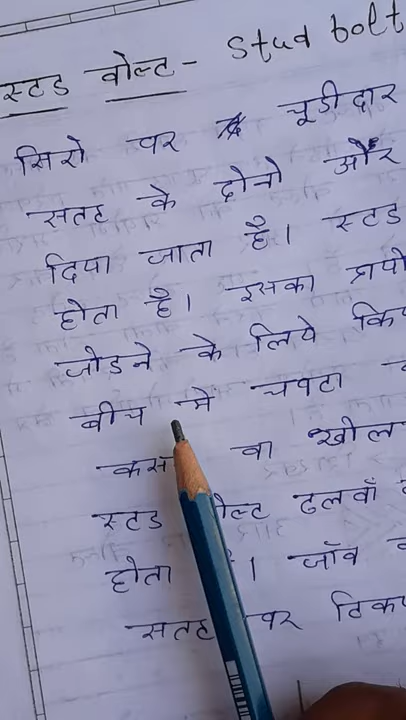 स्टड वोल्ट - Stud bolt
सिरो पर चूडीदार
सतह के दोनो और
दिया जाता है। स्टड
होता है। इसका प्रयो
जोडने के लिये कि
बीच मे चपटा
कस वा खोल
स्टड ढलवाँ
होता । जॉव
सतह पर टिक